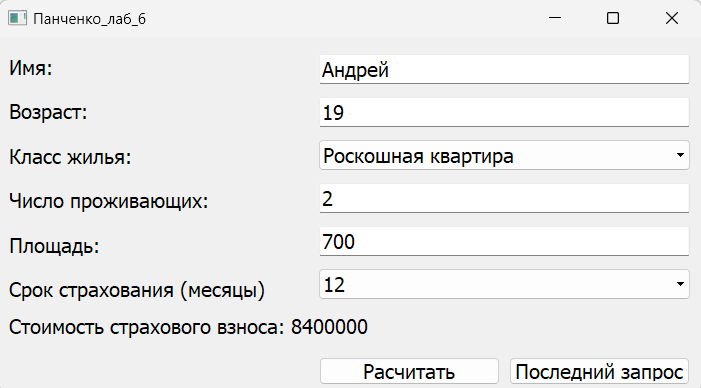 Панченко_лаб_6
Имя: Андрей
Возраст: 19
Класс жилья: Роскошная квартира
Число проживающих: 2
Площадь: 700
Срок страхования (месяцы) 12
Стоимость страхового взноса: 8400000
Расчитать Последний запрос